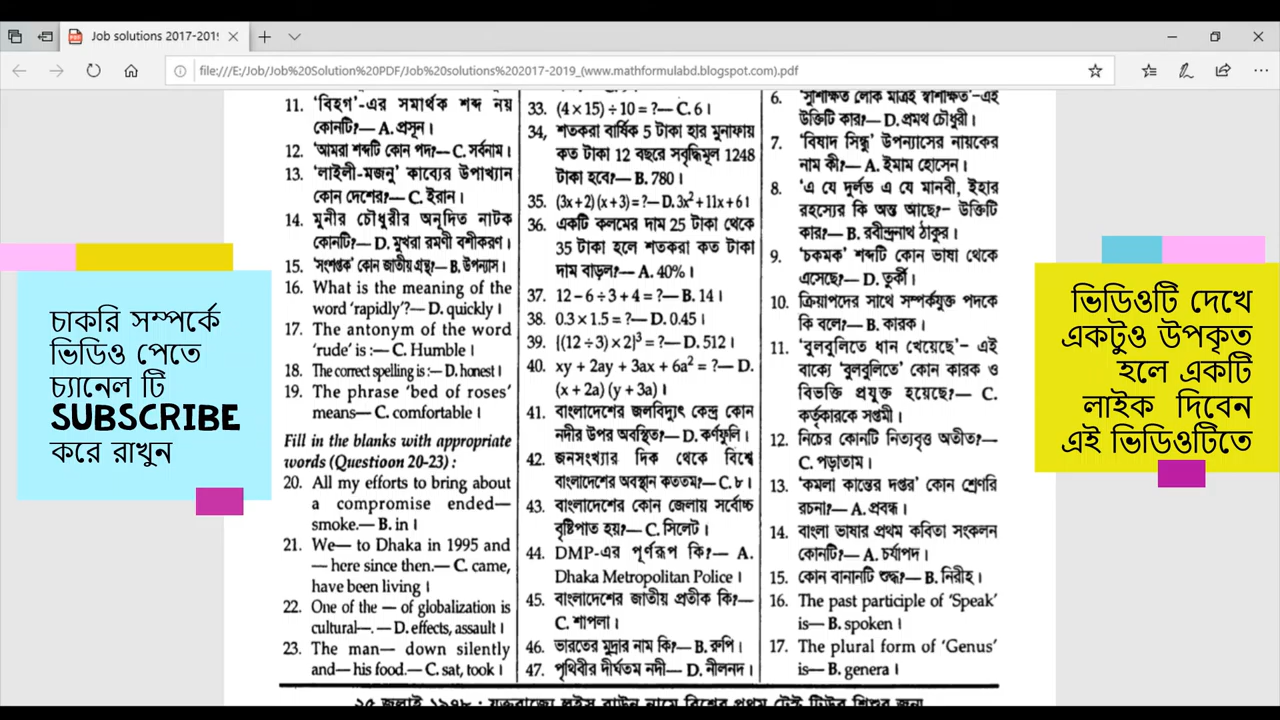 Job solutions 2017-2019
file:///E:/Job/Job%20Solution%20PDF/Job%20solutions%202017-2019_(www.mathformulabd.blogspot.com).pdf
চাকরি সম্পর্কে
ভিডিও পেতে
চ্যানেল টি
SUBSCRIBE
করে রাখুন
11. 'বিহগ'-এর সমার্থক শব্দ নয়
কোনটি?— A. প্রসূন।
12. 'আমরা শব্দটি কোন পদ?— C. সর্বনাম।
13. 'লাইলী-মজনু' কাব্যের উপাখ্যান
কোন দেশের?— C. ইরান।
14. মুনীর চৌধুরীর অনূদিত নাটক
কোনটি?— D. মুখরা রমণী বশীকরণ।
15. 'সংশপ্তক' কোন জাতীয় গ্রন্থ?— B. উপন্যাস।
16. What is the meaning of the
word 'rapidly'?— D. quickly।
17. The antonym of the word
'rude' is :— C. Humble।
18. The correct spelling is :— D. honest।
19. The phrase 'bed of roses'
means— C. comfortable।
Fill in the blanks with appropriate
words (Questioon 20-23) :
20. All my efforts to bring about
a compromise ended—
smoke.— B. in।
21. We— to Dhaka in 1995 and
— here since then.— C. came,
have been living।
22. One of the — of globalization is
cultural—.— D. effects, assault।
23. The man— down silently
and— his food.— C. sat, took।
33. (4 × 15) ÷ 10 = ?— C. 6।
34, শতকরা বার্ষিক 5 টাকা হার মুনাফায়
কত টাকা 12 বছরে সবৃদ্ধিমূল 1248
টাকা হবে?— B. 780।
35. (3x + 2) (x + 3) = ?— D. 3x² + 11x + 6।
36. একটি কলমের দাম 25 টাকা থেকে
35 টাকা হলে শতকরা কত টাকা
দাম বাড়ল?— A. 40%।
37. 12 – 6 ÷ 3 + 4 = ?— B. 14।
38. 0.3 × 1.5 = ?— D. 0.45।
39. {(12 ÷ 3) × 2}³ = ?— D. 512।
40. xy + 2ay + 3ax + 6a² = ?— D.
(x + 2a) (y + 3a)।
41. বাংলাদেশের জলবিদ্যুৎ কেন্দ্র কোন
নদীর উপর অবস্থিত?— D. কর্ণফুলি।
42. জনসংখ্যার দিক থেকে বিশ্বে
বাংলাদেশের অবস্থান কততম?— C. ৮।
43. বাংলাদেশের কোন জেলায় সর্বোচ্চ
বৃষ্টিপাত হয়?— C. সিলেট।
44. DMP-এর পূর্ণরূপ কি?— A.
Dhaka Metropolitan Police।
45. বাংলাদেশের জাতীয় প্রতীক কি?—
C. শাপলা।
46. ভারতের মুদ্রার নাম কি?— B. রুপি।
47. পৃথিবীর দীর্ঘতম নদী— D. নীলনদ।
6. 'সুশিক্ষিত লোক মাত্রই স্বশিক্ষিত'-এই
উক্তিটি কার?— D. প্রমথ চৌধুরী।
7. 'বিষাদ সিন্ধু' উপন্যাসের নায়কের
নাম কী?— A. ইমাম হোসেন।
8. 'এ যে দুর্লভ এ যে মানবী, ইহার
রহস্যের কি অন্ত আছে?- উক্তিটি
কার?— B. রবীন্দ্রনাথ ঠাকুর।
9. 'চকমক' শব্দটি কোন ভাষা থেকে
এসেছে?— D. তুর্কী।
10. ক্রিয়াপদের সাথে সম্পর্কযুক্ত পদকে
কি বলে?— B. কারক।
11. 'বুলবুলিতে ধান খেয়েছে'- এই
বাক্যে 'বুলবুলিতে' কোন কারক ও
বিভক্তি প্রযুক্ত হয়েছে?— C.
কর্তৃকারকে সপ্তমী।
12. নিচের কোনটি নিত্যবৃত্ত অতীত?—
C. পড়াতাম।
13. 'কমলা কান্তের দপ্তর' কোন শ্রেণরি
রচনা?— A. প্রবন্ধ।
14. বাংলা ভাষার প্রথম কবিতা সংকলন
কোনটি?— A. চর্যাপদ।
15. কোন বানানটি শুদ্ধ?— B. নিরীহ।
16. The past participle of 'Speak'
is— B. spoken।
17. The plural form of 'Genus'
is— B. genera।
ভিডিওটি দেখে
একটুও উপকৃত
হলে একটি
লাইক দিবেন
এই ভিডিওটিতে